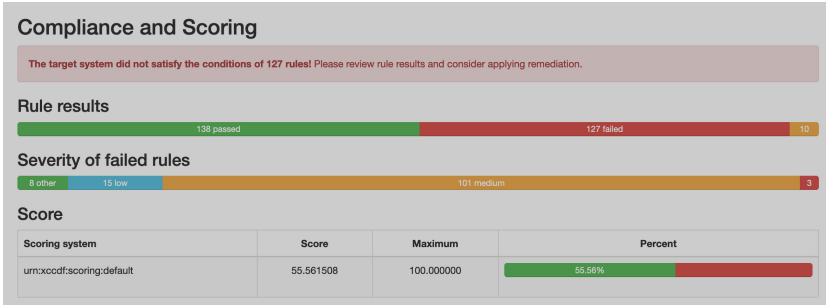 Compliance and Scoring
The target system did not satisfy the conditions of 127 rules! Please review rule results and consider applying remediation.
Rule results
138 passed 127 failed 10
Severity of failed rules
8 other 15 low 101 medium 3
Score
Scoring system Score Maximum Percent
urn:xccdf:scoring:default 55.561508 100.000000 55.56%